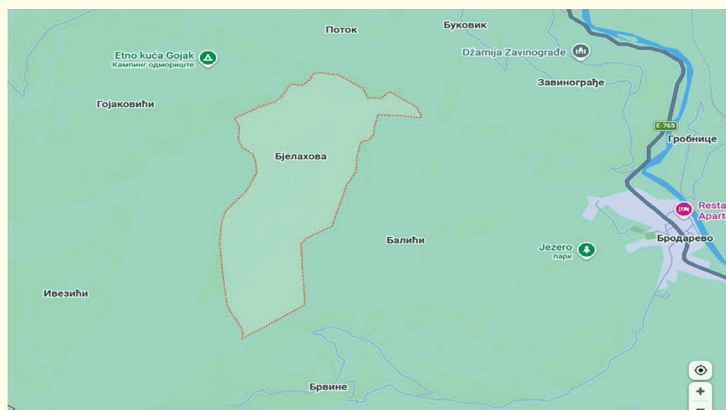 Поток
Буковик
Etno kuća Gojak
Кампинг одмориште
Džamija Zavinograđe
Завинограђе
Гојаковићи
E-763
Гробнице
Бјелахова
Resta
Apart
Бродарево
Балићи
Jezero
парк
Ивезићи
Брвине
+